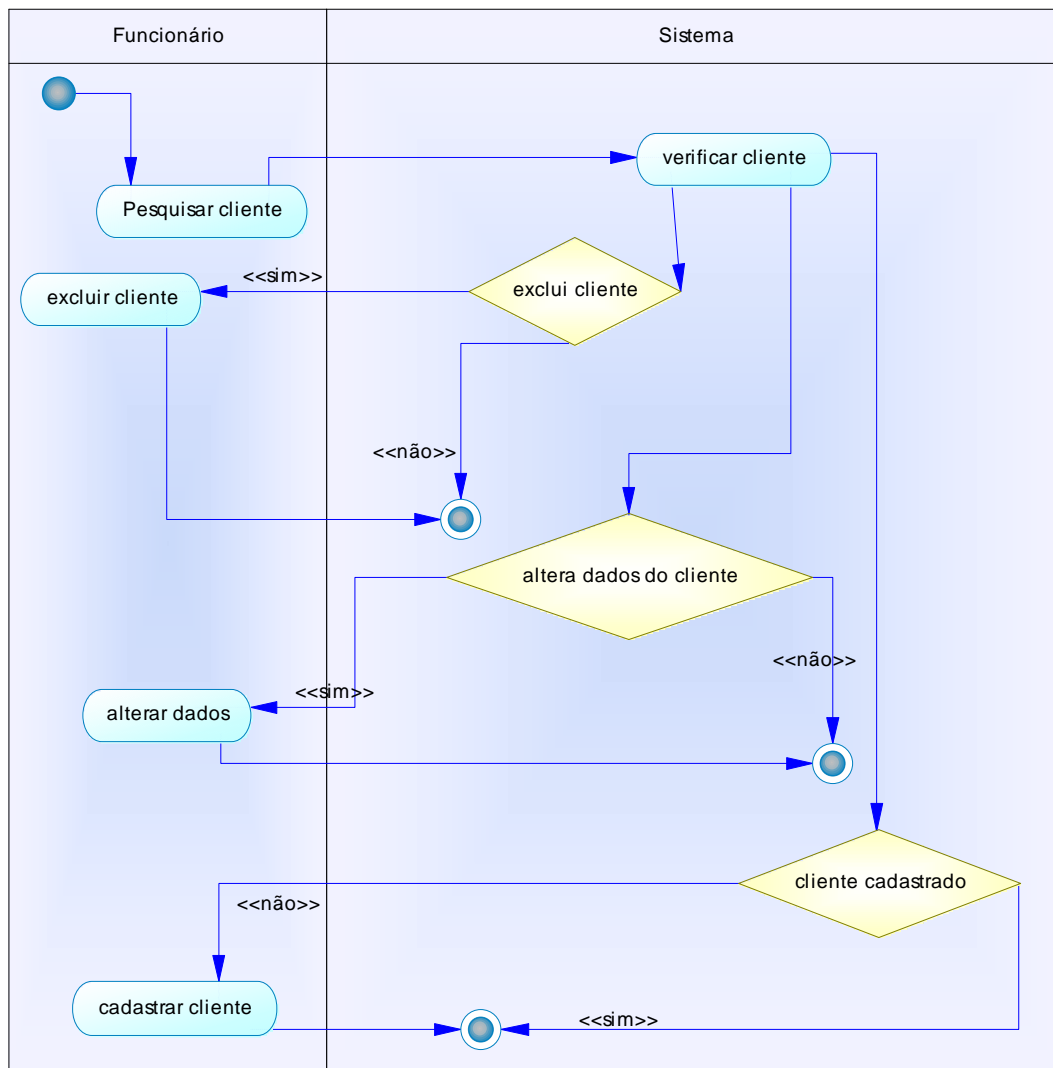 Funcionário
Sistema
verificar cliente
Pesquisar cliente
<<sim>>
exclui cliente
excluir cliente
<<não>>
altera dados do cliente
<<não>>
<<sim>>
alterar dados
cliente cadastrado
<<não>>
cadastrar cliente
<<sim>>